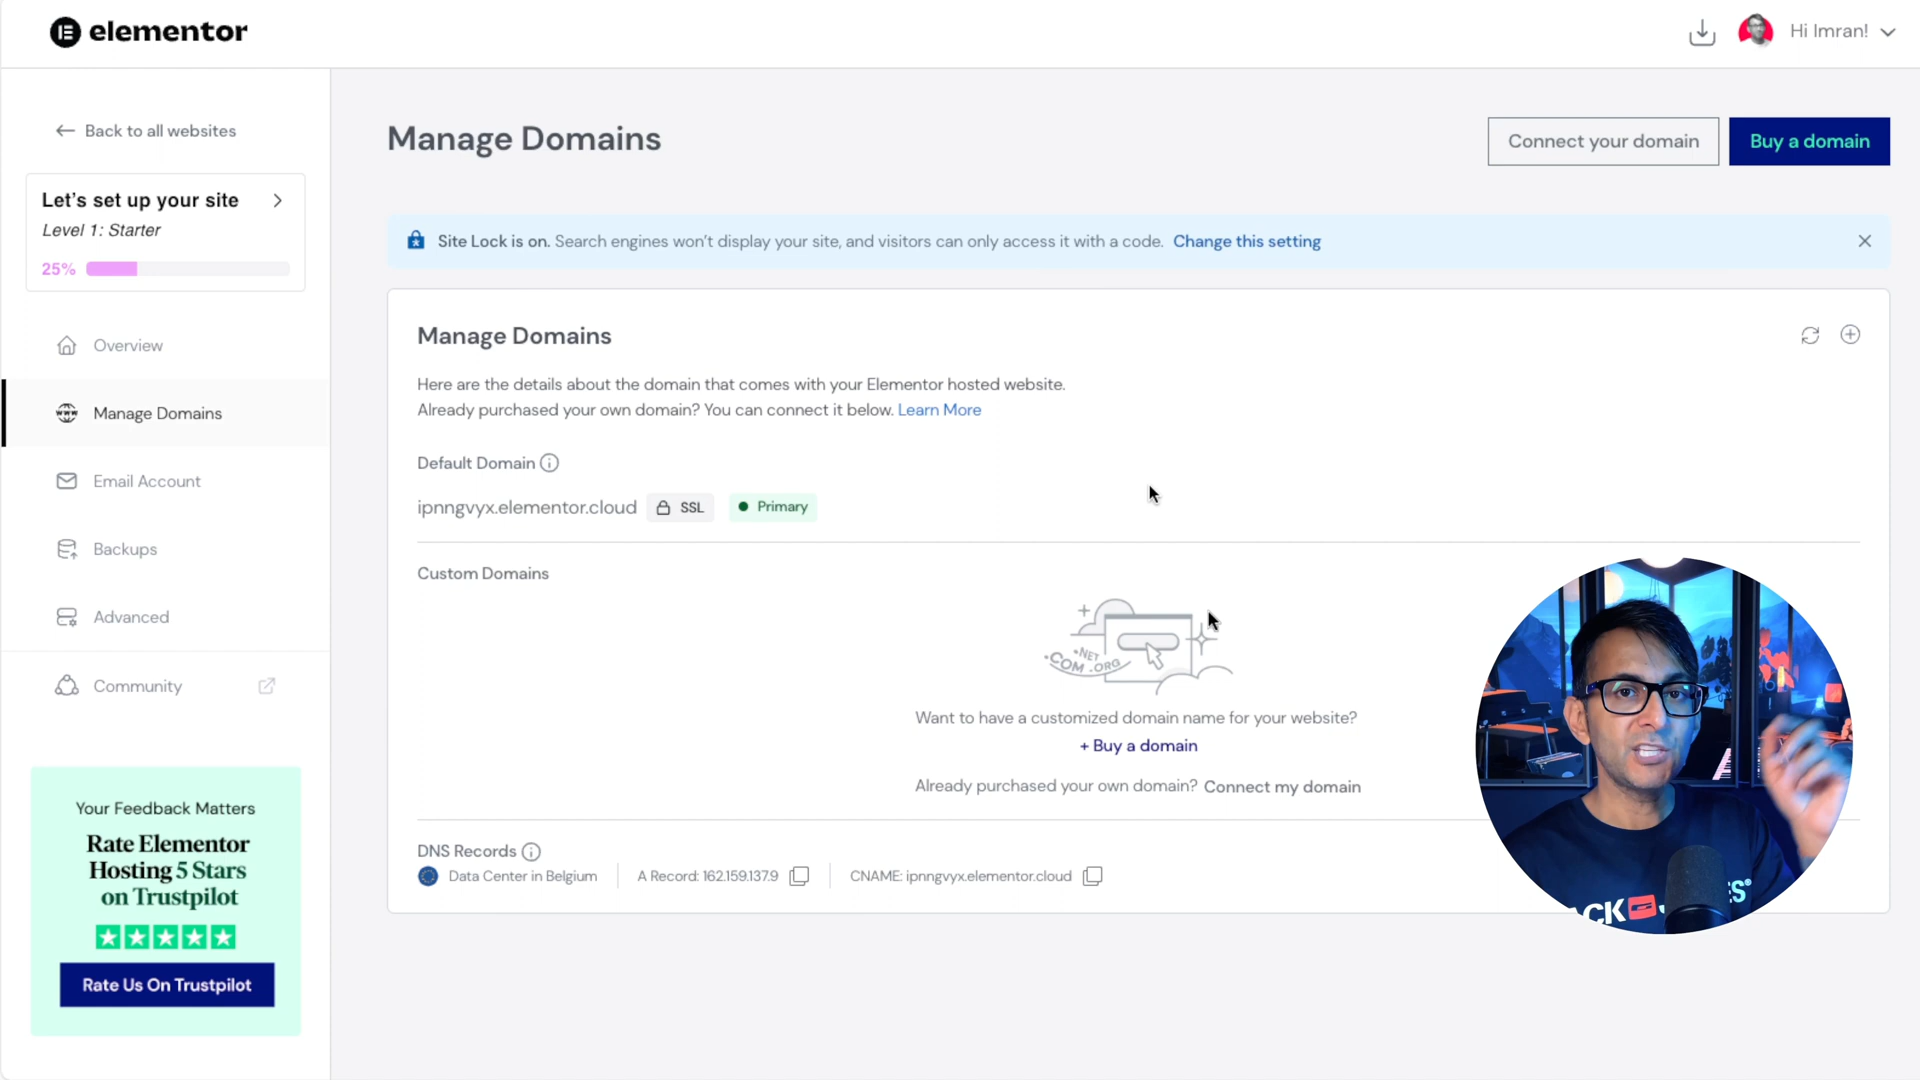 elementor
Hi Imran!
Back to all websites
Let's set up your site
Level 1: Starter
25%
Overview
Manage Domains
Email Account
Backups
Advanced
Community
Your Feedback Matters
Rate Elementor
Hosting 5 Stars
on Trustpilot
Rate Us On Trustpilot
Manage Domains
Connect your domain
Buy a domain
Site Lock is on. Search engines won't display your site, and visitors can only access it with a code. Change this setting
Manage Domains
Here are the details about the domain that comes with your Elementor hosted website.
Already purchased your own domain? You can connect it below. Learn More
Default Domain
ipnngvyx.elementor.cloud SSL Primary
Custom Domains
.COM .NET .ORG
Want to have a customized domain name for your website?
+ Buy a domain
Already purchased your own domain? Connect my domain
DNS Records
Data Center in Belgium A Record: 162.159.137.9 CNAME: ipnngvyx.elementor.cloud